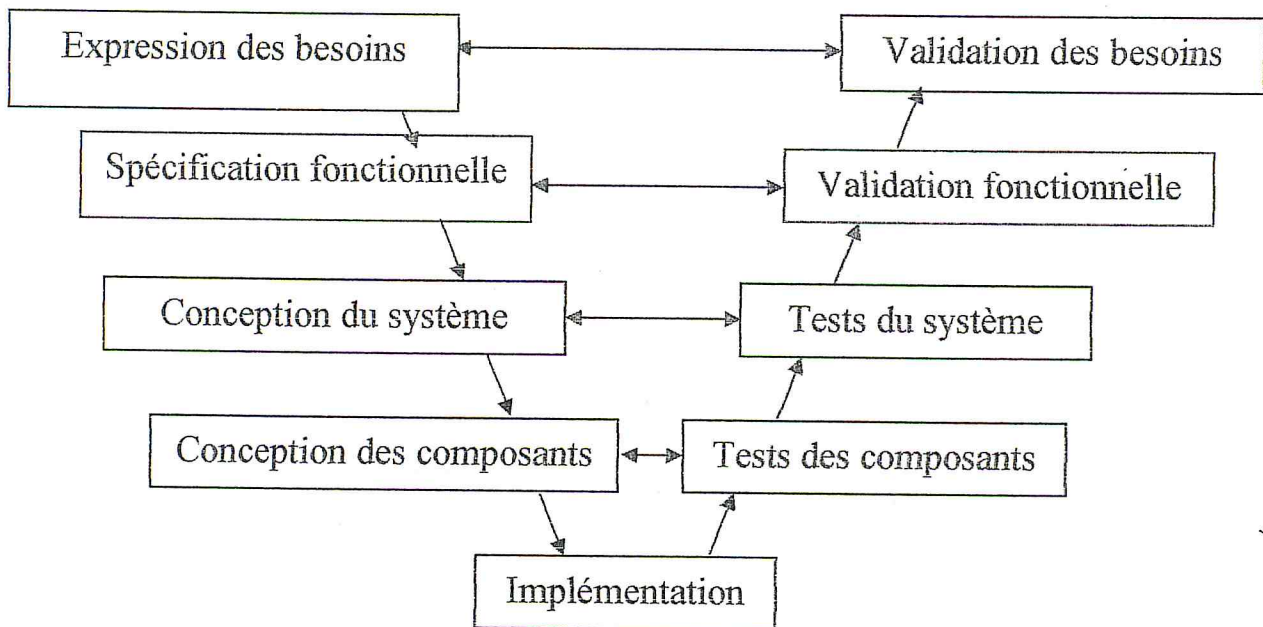 Expression des besoins
Validation des besoins
Spécification fonctionnelle
Validation fonctionnelle
Conception du système
Tests du système
Conception des composants
Tests des composants
Implémentation